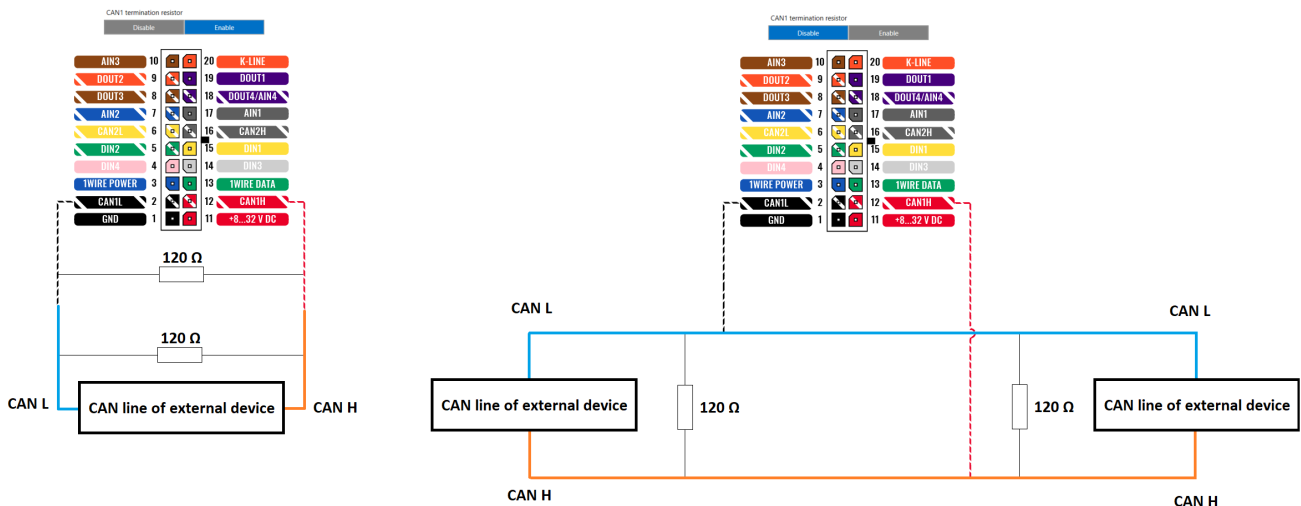 CAN1 termination resistor
Disable Enable
AIN3 10 20 K-LINE
DOUT2 9 19 DOUT1
DOUT3 8 18 DOUT4/AIN4
AIN2 7 17 AIN1
CAN2L 6 16 CAN2H
DIN2 5 15 DIN1
DIN4 4 14 DIN3
1WIRE POWER 3 13 1WIRE DATA
CAN1L 2 12 CAN1H
GND 1 11 +8...32 V DC
120 Ω
120 Ω
CAN L CAN line of external device CAN H
CAN1 termination resistor
Disable Enable
AIN3 10 20 K-LINE
DOUT2 9 19 DOUT1
DOUT3 8 18 DOUT4/AIN4
AIN2 7 17 AIN1
CAN2L 6 16 CAN2H
DIN2 5 15 DIN1
DIN4 4 14 DIN3
1WIRE POWER 3 13 1WIRE DATA
CAN1L 2 12 CAN1H
GND 1 11 +8...32 V DC
CAN L CAN L
CAN line of external device 120 Ω 120 Ω CAN line of external device
CAN H CAN H